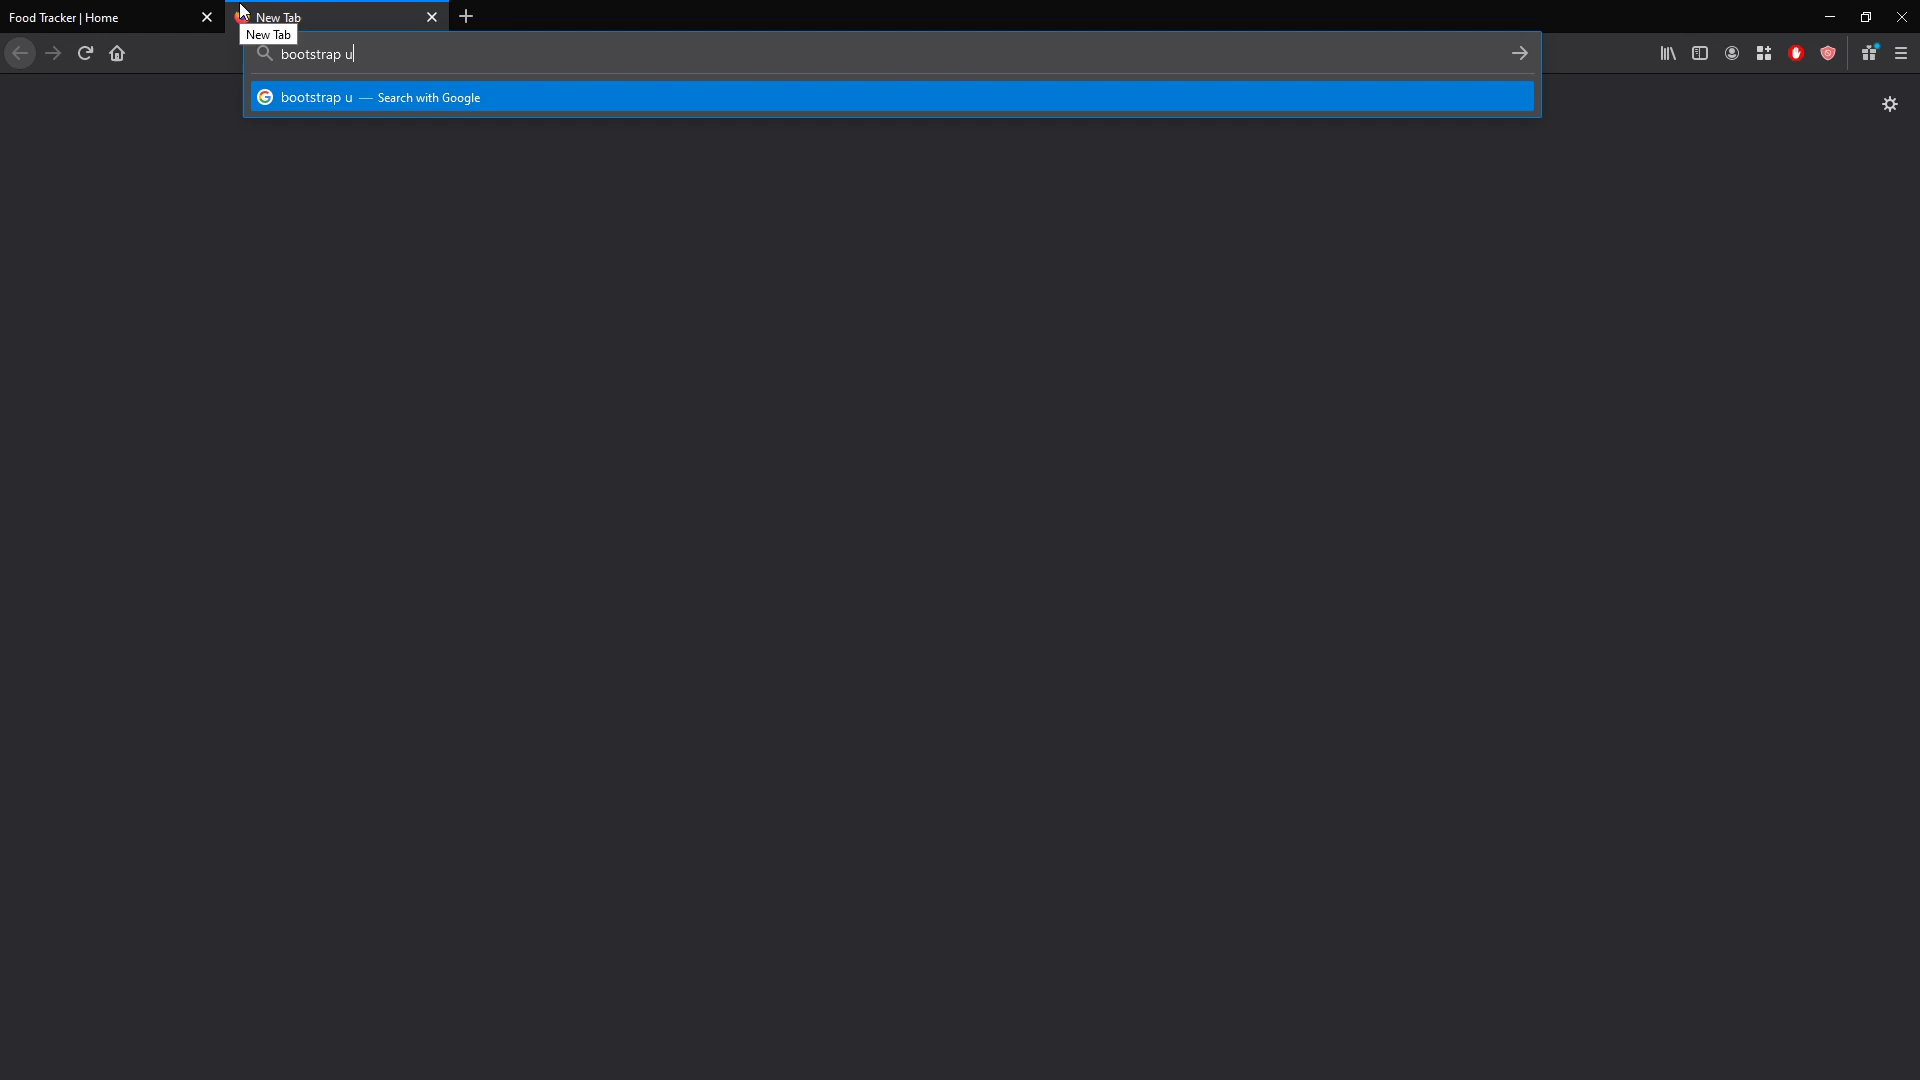 Food Tracker | Home
New Tab
New Tab
bootstrap u
bootstrap u — Search with Google